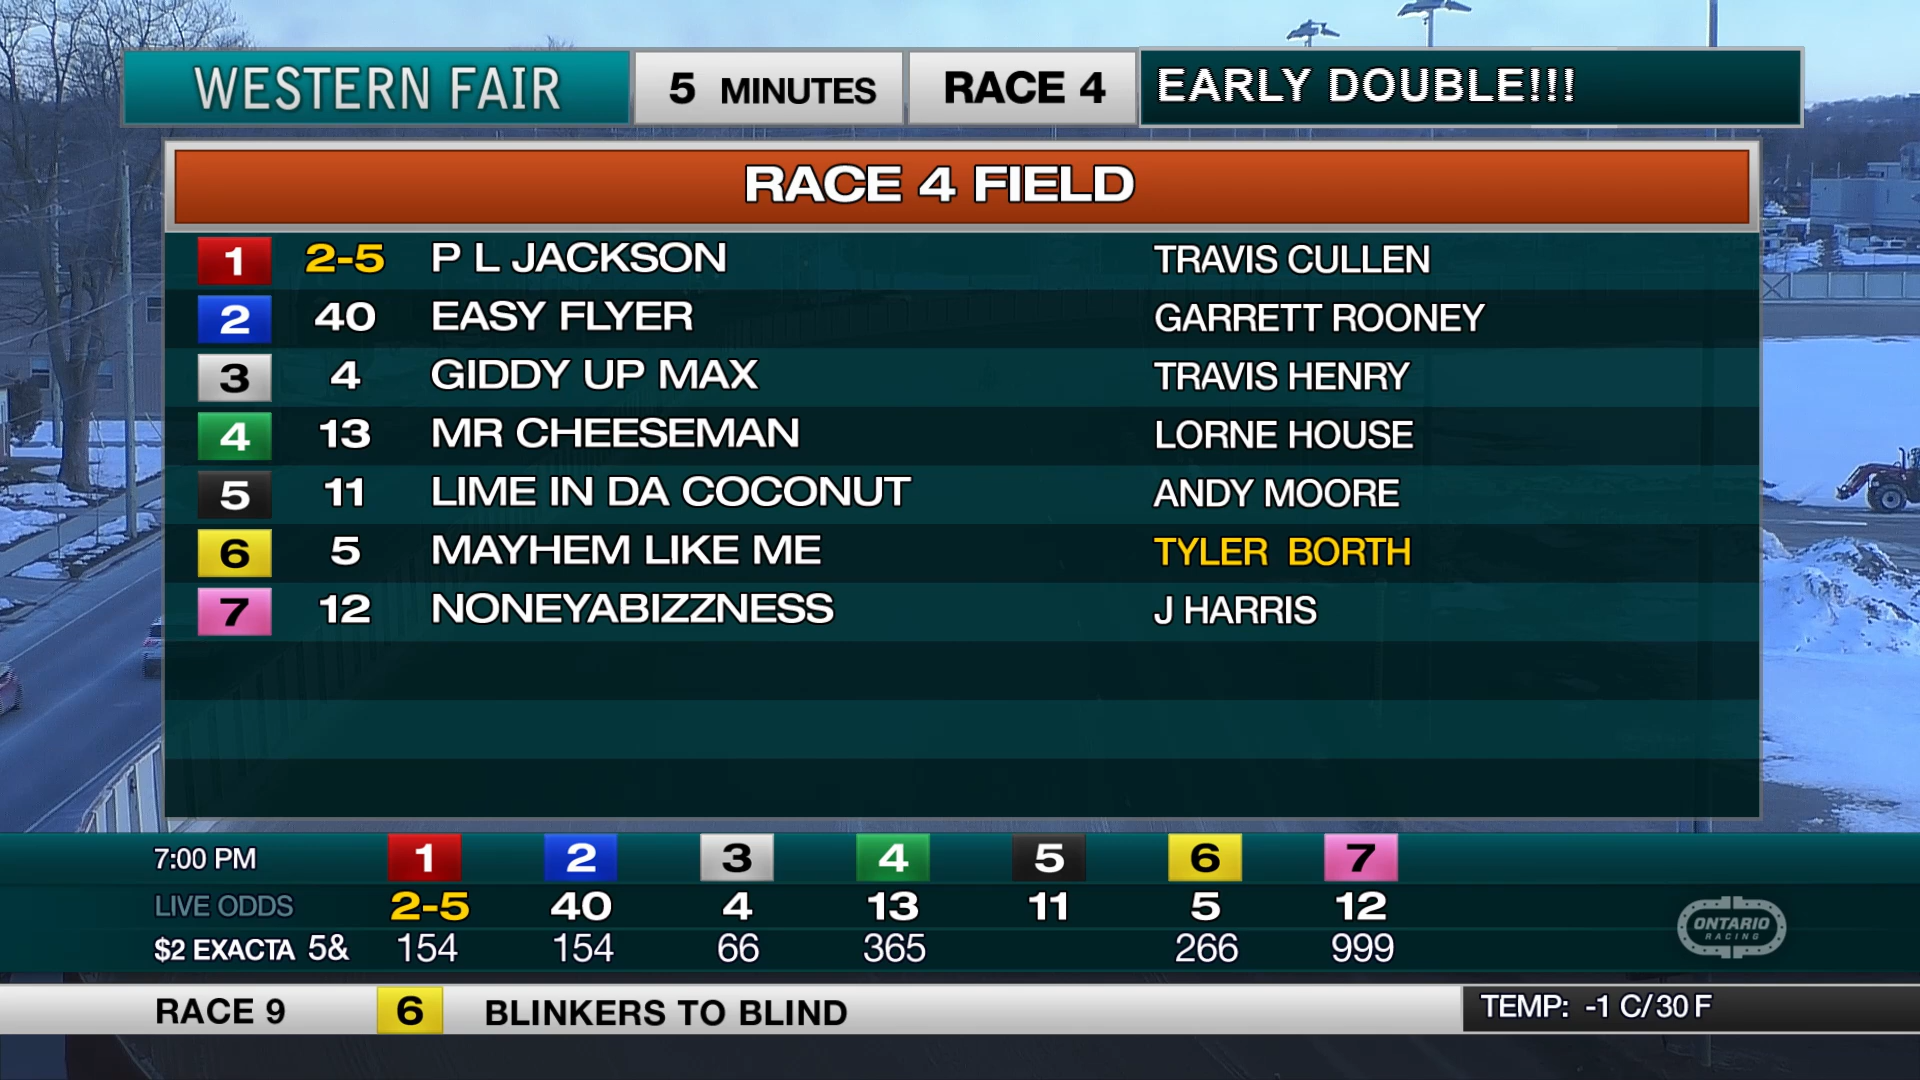 WESTERN FAIR 5 MINUTES RACE 4 EARLY DOUBLE!!!
RACE 4 FIELD
1 2-5 P L JACKSON TRAVIS CULLEN
2 40 EASY FLYER GARRETT ROONEY
3 4 GIDDY UP MAX TRAVIS HENRY
4 13 MR CHEESEMAN LORNE HOUSE
5 11 LIME IN DA COCONUT ANDY MOORE
6 5 MAYHEM LIKE ME TYLER BORTH
7 12 NONEYABIZZNESS J HARRIS
7:00 PM 1 2 3 4 5 6 7
LIVE ODDS 2-5 40 4 13 11 5 12
$2 EXACTA 5& 154 154 66 365 266 999
ONTARIO
RACING
RACE 9 6 BLINKERS TO BLIND TEMP: -1 C/30 F